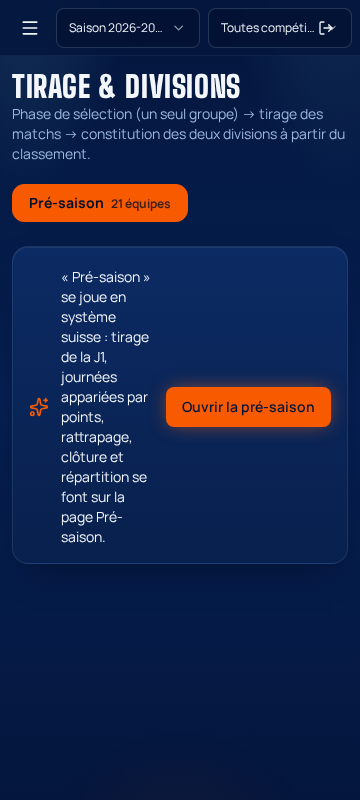 Saison 2026-20...
Toutes compéti...
TIRAGE & DIVISIONS
Phase de sélection (un seul groupe) → tirage des
matchs → constitution des deux divisions à partir du
classement.
Pré-saison 21 équipes
« Pré-saison »
se joue en
système
suisse : tirage
de la J1,
journées
appariées par
points,
rattrapage,
clôture et
répartition se
font sur la
page Pré-
saison.
Ouvrir la pré-saison